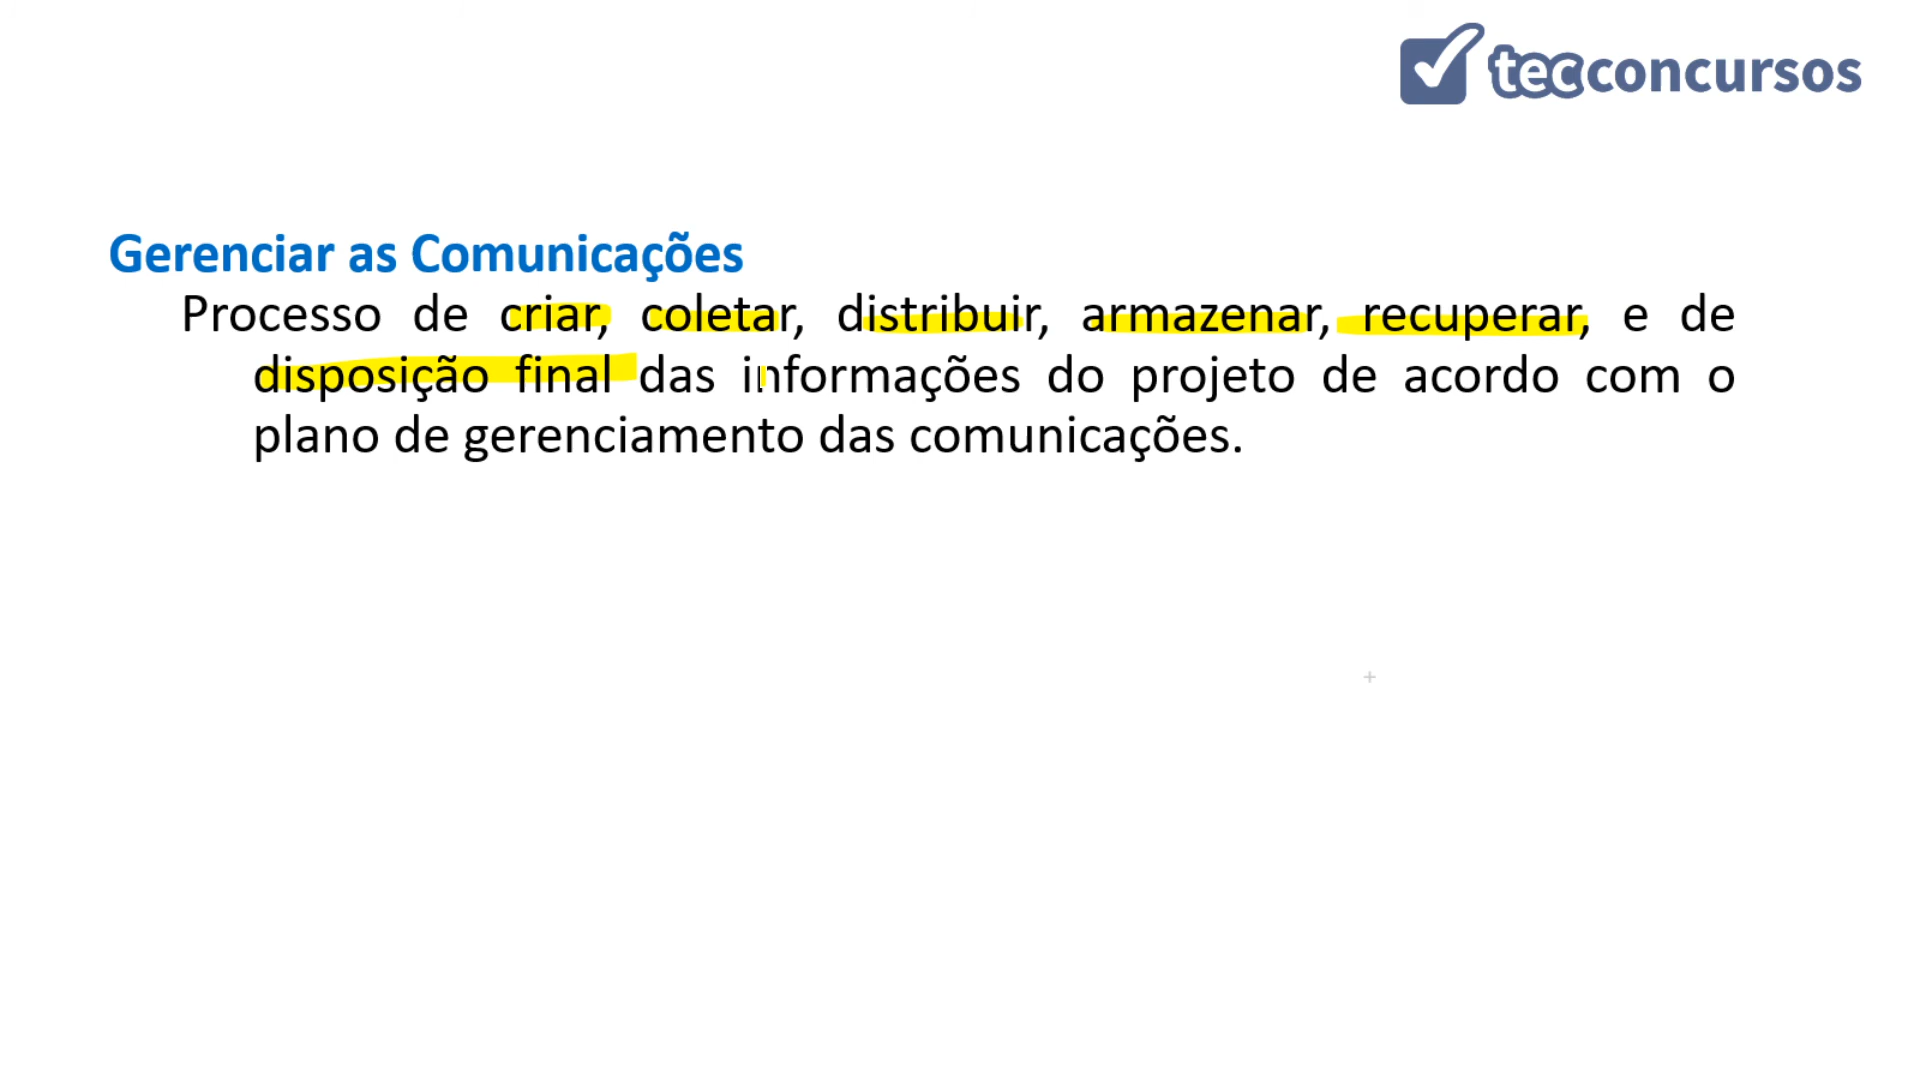 tecconcursos
Gerenciar as Comunicações
Processo de criar, coletar, distribuir, armazenar, recuperar, e de
disposição final das informações do projeto de acordo com o
plano de gerenciamento das comunicações.